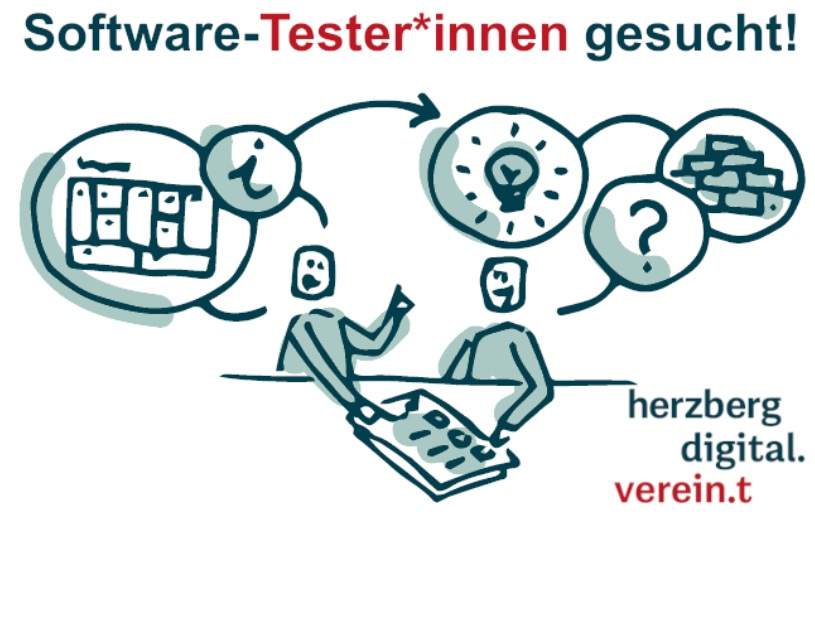 Software-Tester*innen gesucht!
i
?
herzberg
digital.
verein.t